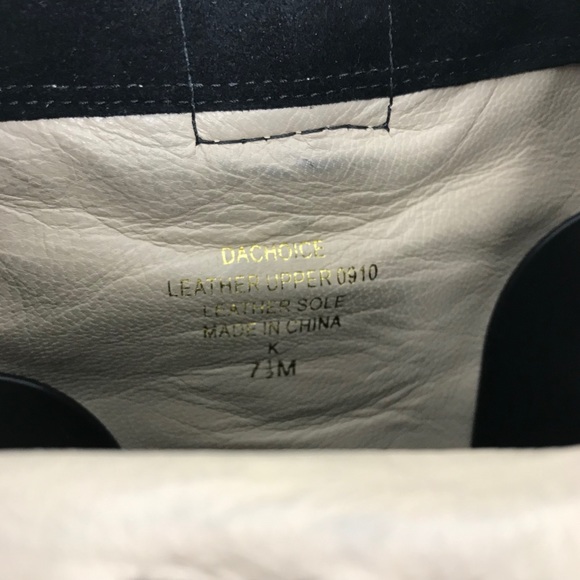 DACHOICE
LEATHER UPPER 0910
LEATHER SOLE
MADE IN CHINA
K
7½M